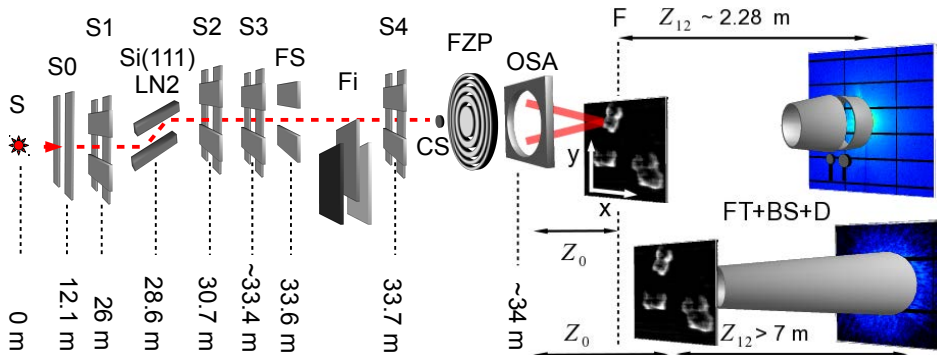 S
S0
S1
Si(111)
LN2
S2
S3
FS
Fi
S4
CS
FZP
OSA
F
Z12 ~ 2.28 m
y
x
FT+BS+D
Z0
Z0
Z12 > 7 m
0 m
12.1 m
26 m
28.6 m
30.7 m
~33.4 m
33.6 m
33.7 m
~34 m